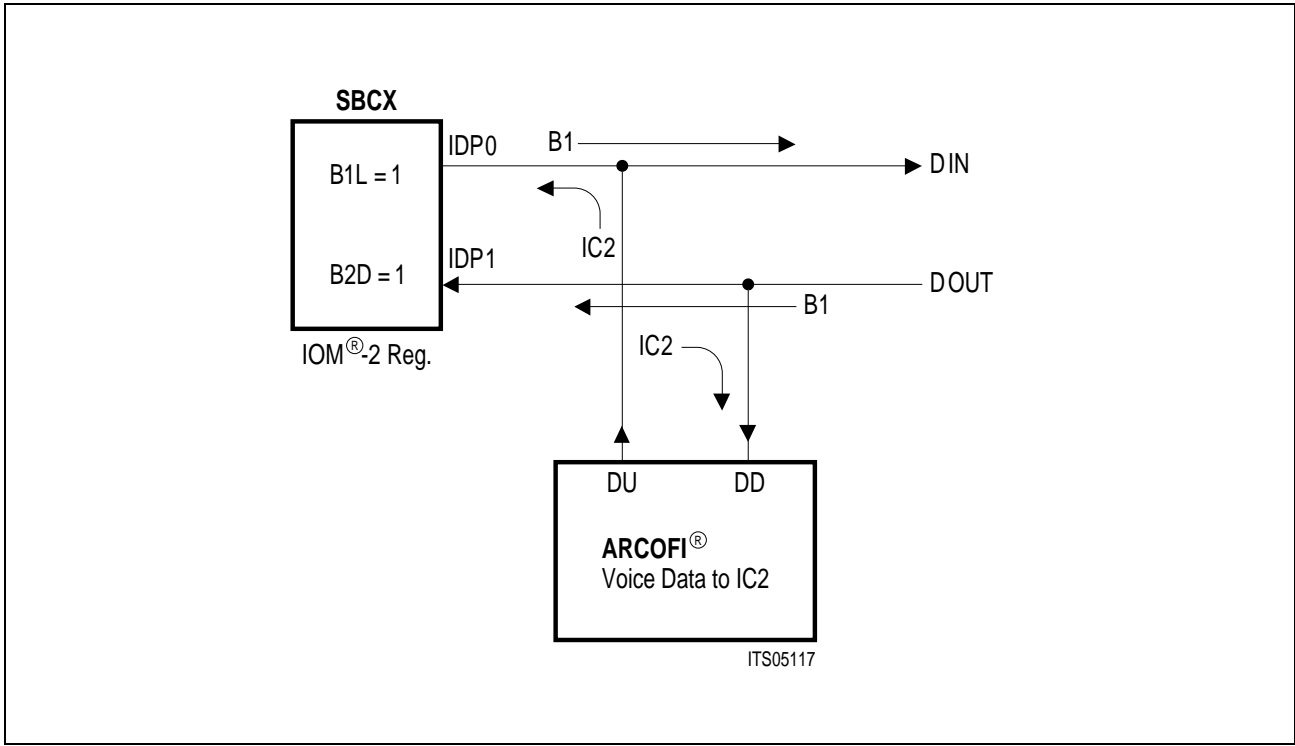 SBCX
IDP0
B1
DIN
B1L = 1
IC2
IDP1
B2D = 1
DOUT
B1
IOM®-2 Reg.
IC2
DU
DD
ARCOFI®
Voice Data to IC2
ITS05117